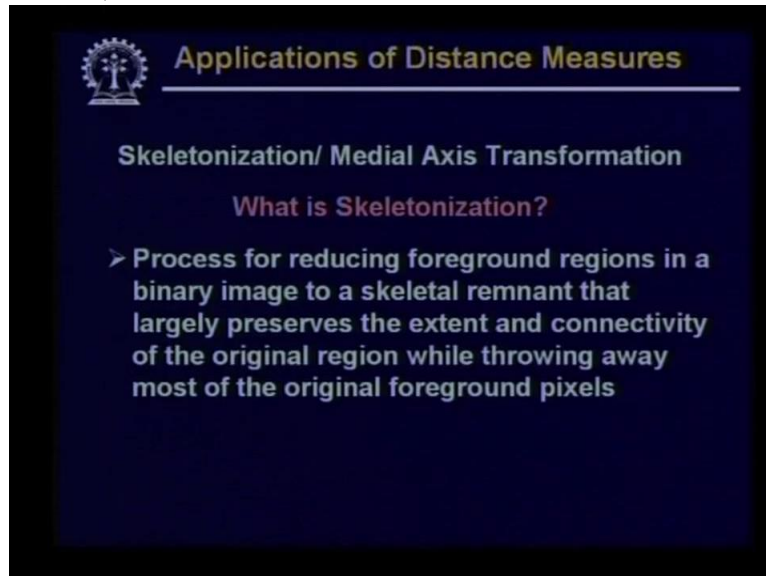 Applications of Distance Measures
Skeletonization/ Medial Axis Transformation
What is Skeletonization?
➢ Process for reducing foreground regions in a
binary image to a skeletal remnant that
largely preserves the extent and connectivity
of the original region while throwing away
most of the original foreground pixels